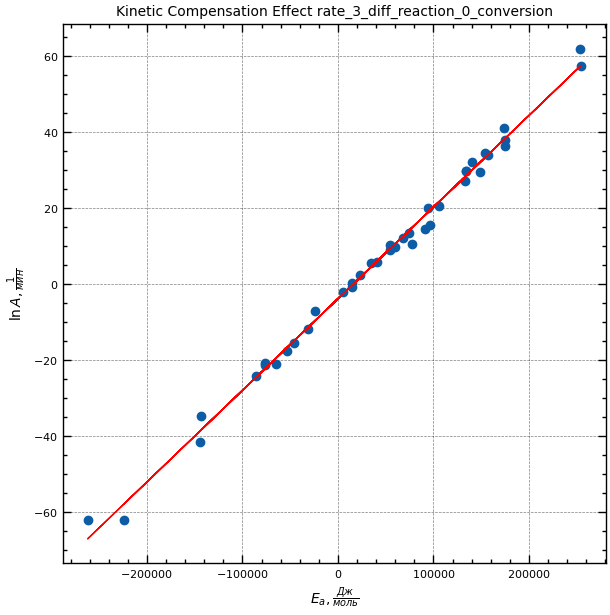 Kinetic Compensation Effect rate_3_diff_reaction_0_conversion
60
40
20
0
−20
−40
−60
ln A, 1/мин
−200000 −100000 0 100000 200000
Eₐ, Дж/моль